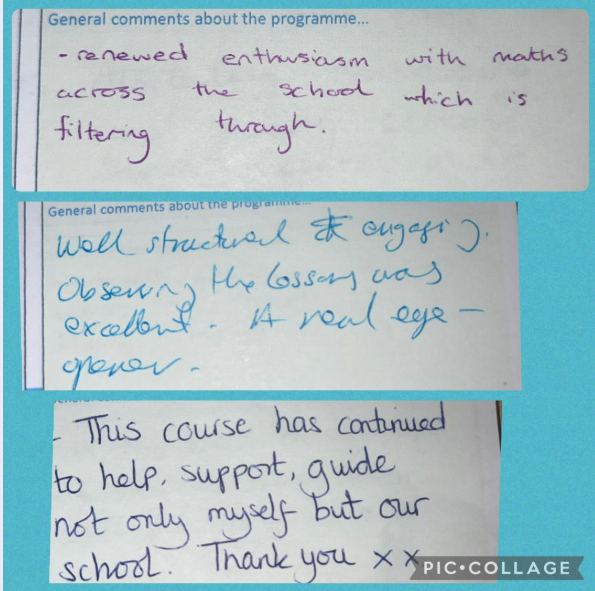 General comments about the programme...
- renewed enthusiasm with maths
across the school which is
filtering through.
General comments about the programme...
Well structured & engaging.
Observing the lessons was
excellent. A real eye-
opener.
- This course has continued
to help, support, guide
not only myself but our
school. Thank you x x
PIC•COLLAGE